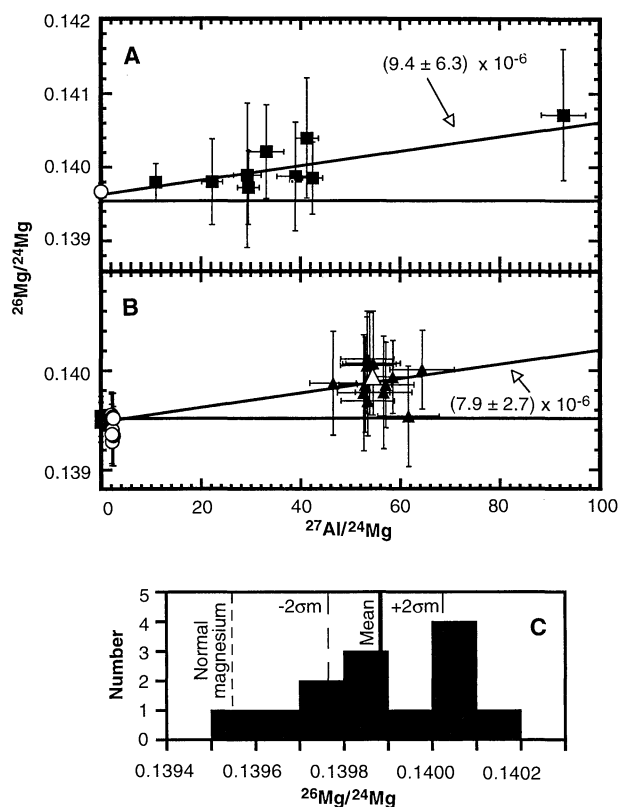 0.142
A
(9.4 ± 6.3) x 10-6
0.141
0.140
0.139
26Mg/24Mg
B
0.140
(7.9 ± 2.7) x 10-6
0.139
0 20 40 60 80 100
27Al/24Mg
5
4
3
2
1
0
Number
Normal
magnesium
-2σm
Mean
+2σm
C
0.1394 0.1396 0.1398 0.1400 0.1402
26Mg/24Mg